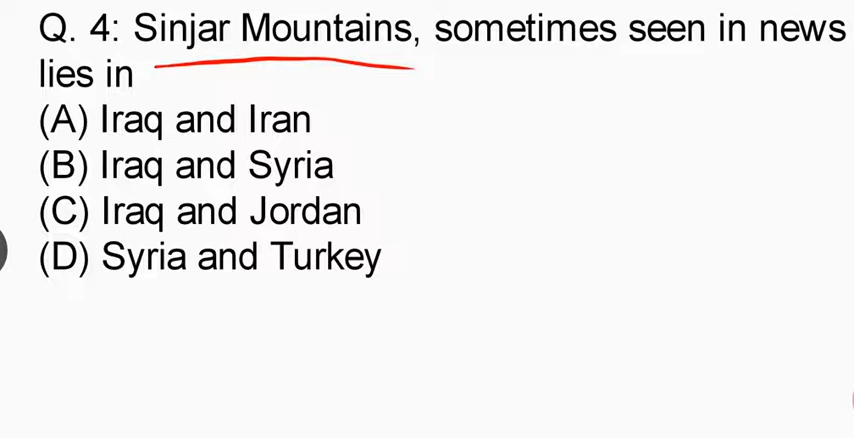 Q. 4: Sinjar Mountains, sometimes seen in news
lies in
(A) Iraq and Iran
(B) Iraq and Syria
(C) Iraq and Jordan
(D) Syria and Turkey